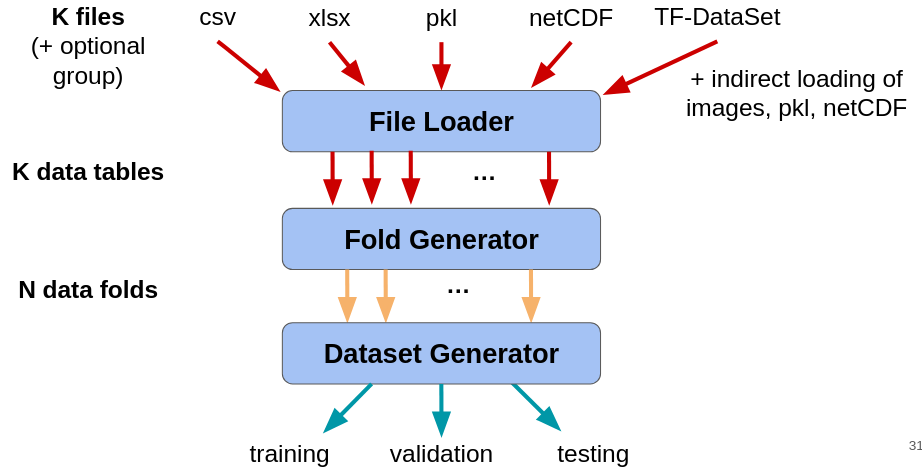 K files
(+ optional
group)
csv
xlsx
pkl
netCDF
TF-DataSet
+ indirect loading of
images, pkl, netCDF
File Loader
K data tables
...
Fold Generator
N data folds
...
Dataset Generator
training
validation
testing
31